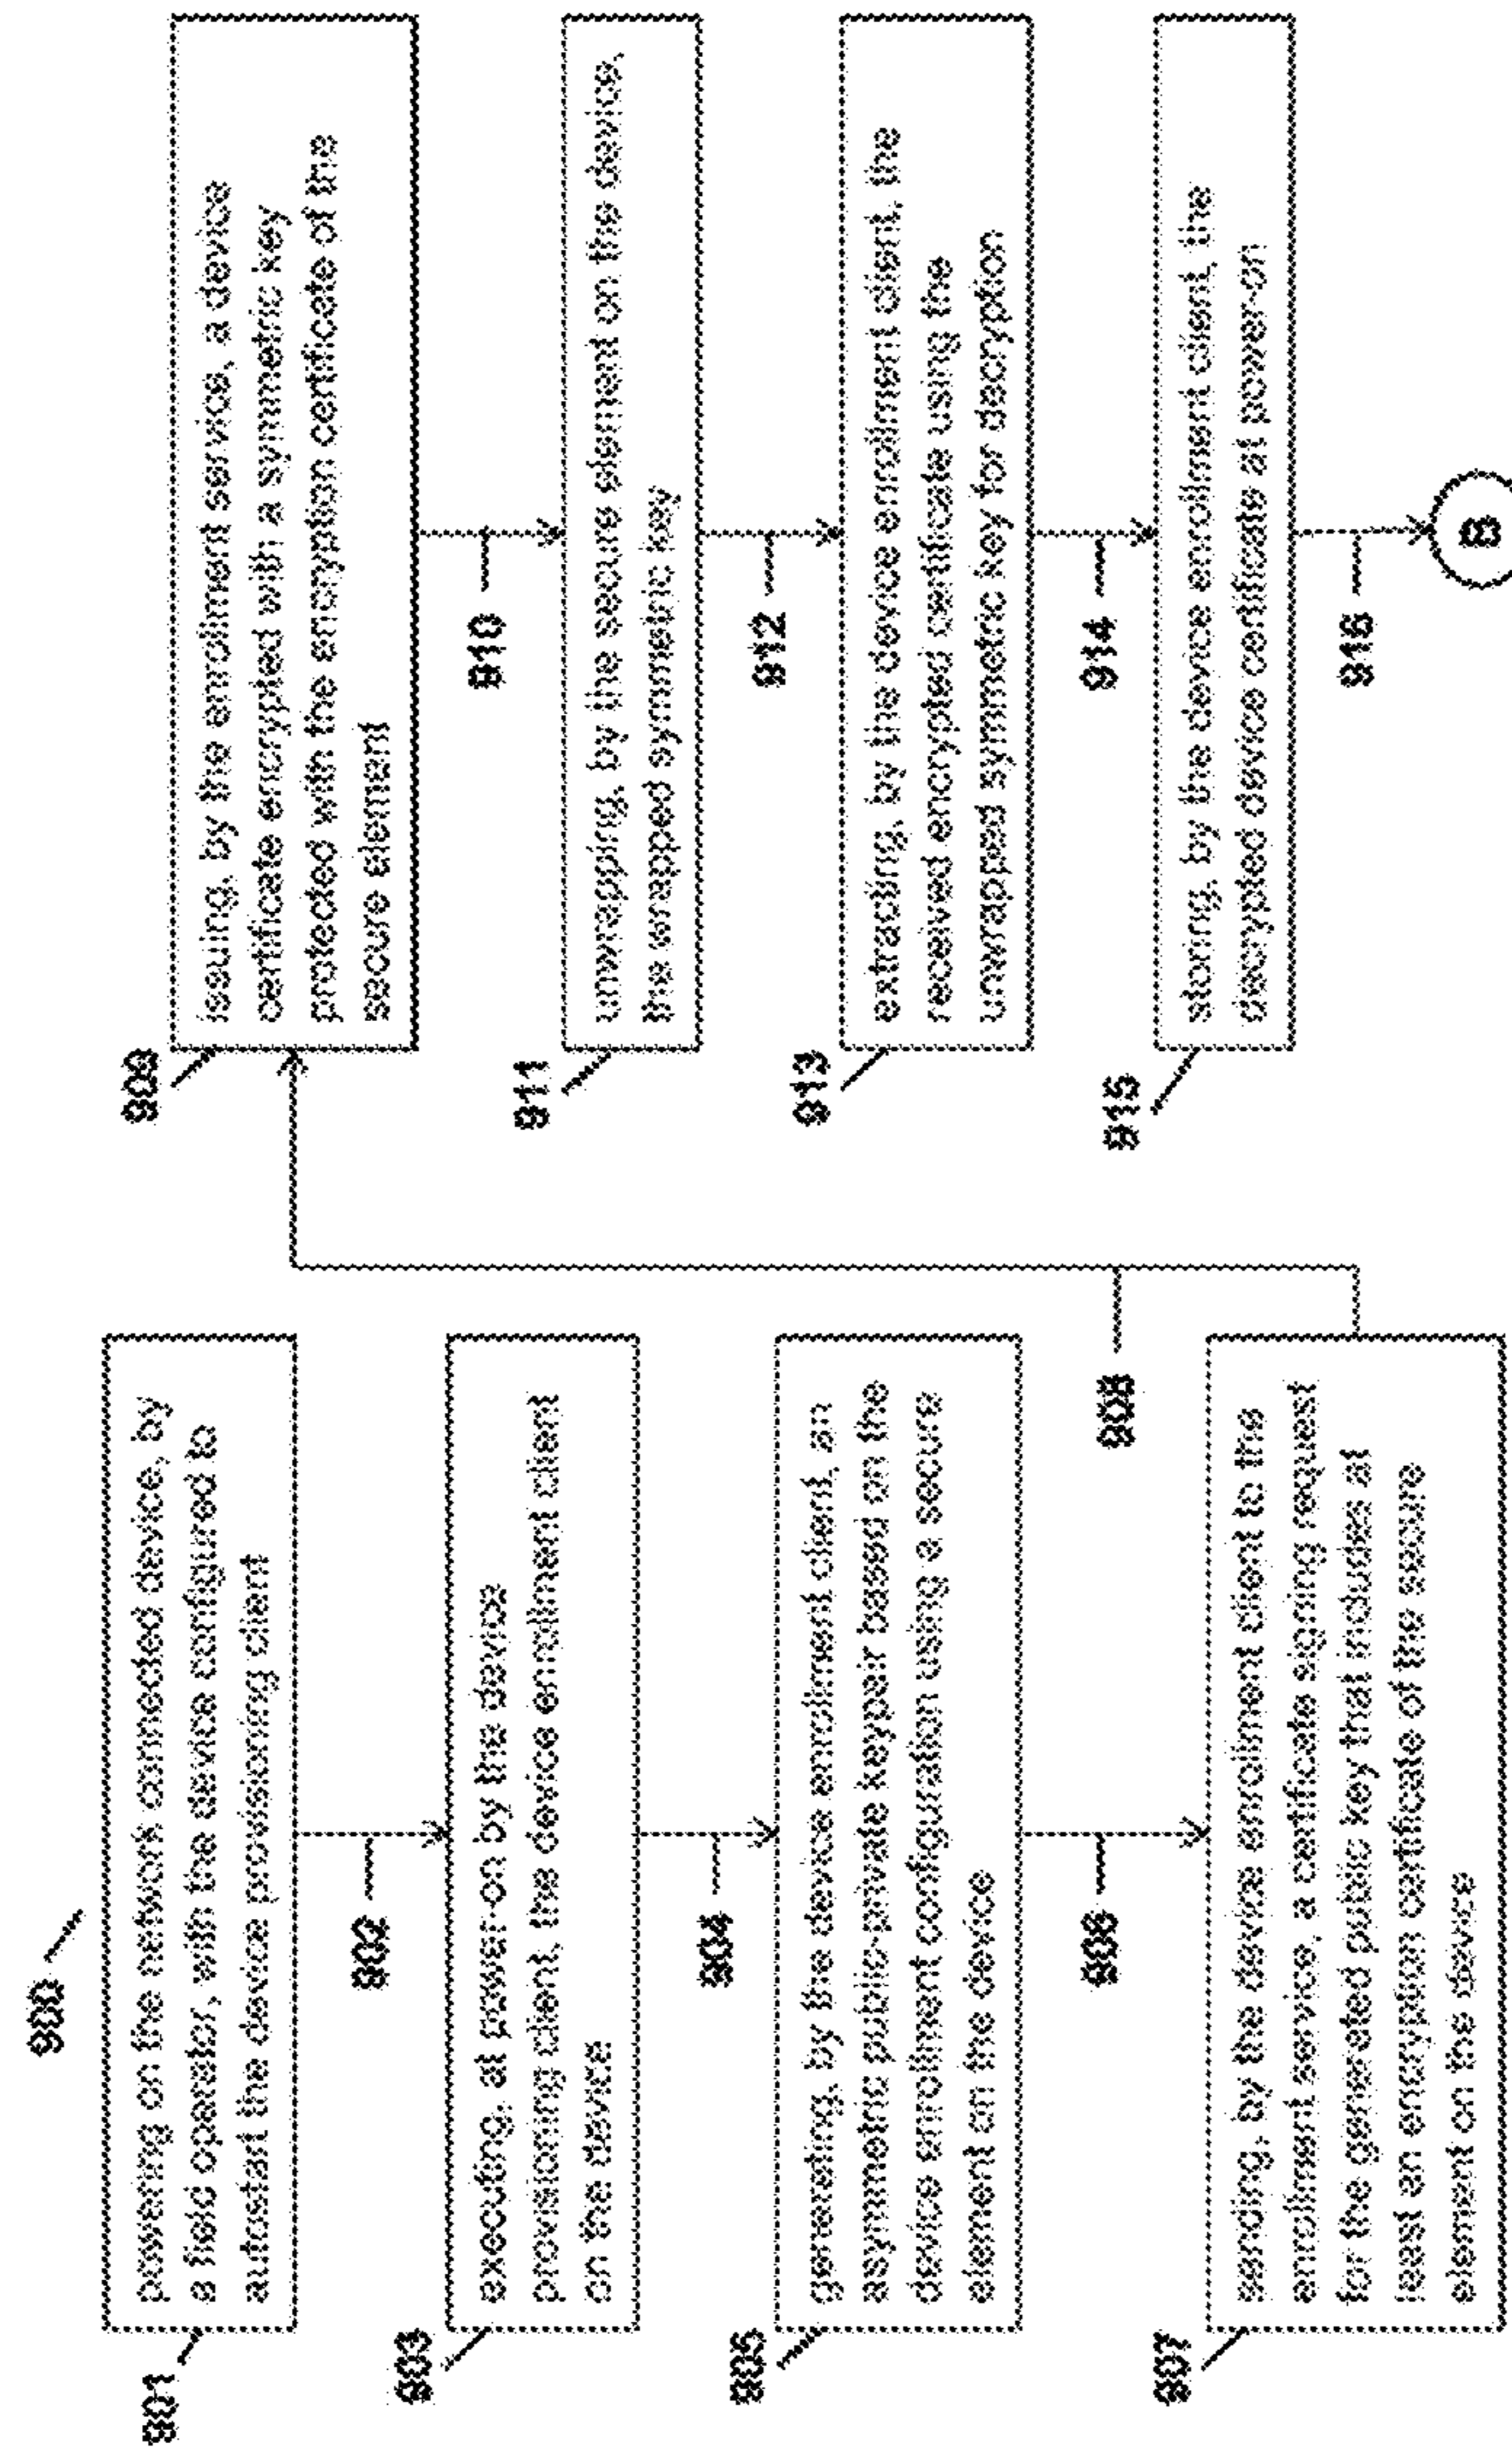 900
901
powering on the network connected device, by
a field operator, with the device configured to
autostart the device provisioning client
902
903
executing, at power-on by the device
provisioning client, the device enrollment client
on the device
904
905
generating, by the device enrollment client, an
asymmetric public-private keypair based on the
device enrollment configuration using a secure
element on the device
906
907
sending, by the device enrollment client to the
enrollment service, a certificate signing request
for the generated public key that includes at
least an encryption certificate of the secure
element on the device
908
909
issuing, by the enrollment service, a device
certificate encrypted with a symmetric key
protected with the encryption certificate of the
secure element
910
911
unwrapping, by the secure element on the device,
the wrapped symmetric key
912
913
extracting, by the device enrollment client, the
received encrypted certificate using the
unwrapped symmetric key for decryption
914
915
storing, by the device enrollment client, the
decrypted device certificate at power-on
916
B